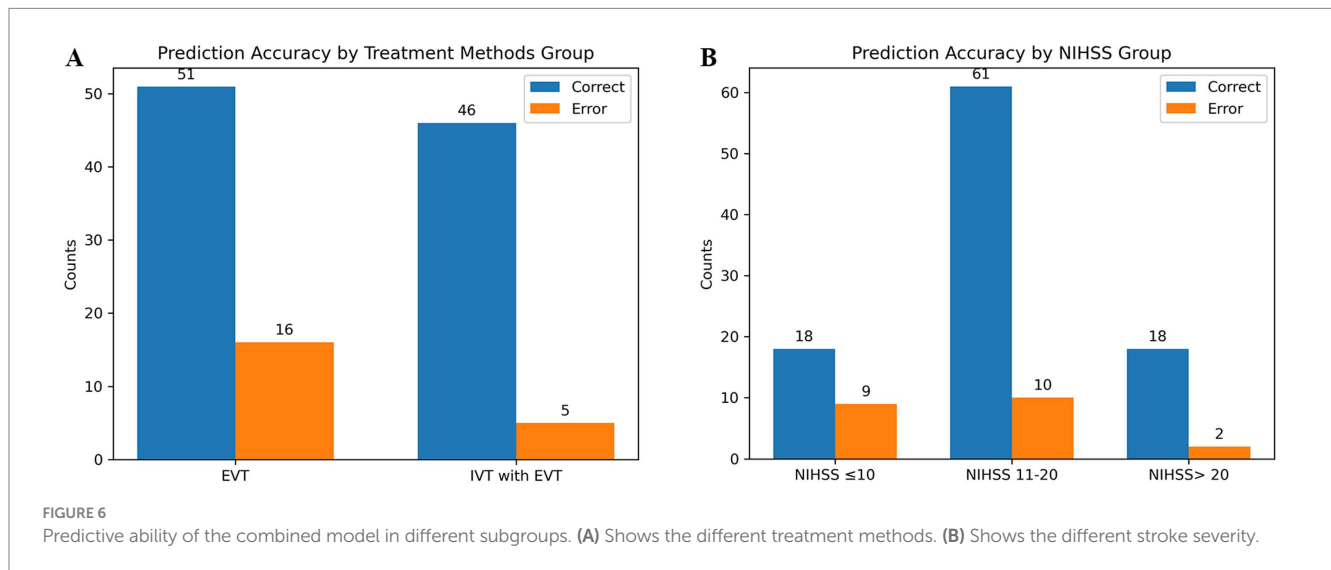 A
Prediction Accuracy by Treatment Methods Group
Counts
50
40
30
20
10
0
51
16
46
5
Correct
Error
EVT
IVT with EVT
B
Prediction Accuracy by NIHSS Group
Counts
60
50
40
30
20
10
0
18
9
61
10
18
2
Correct
Error
NIHSS ≤10
NIHSS 11-20
NIHSS> 20
FIGURE 6
Predictive ability of the combined model in different subgroups. (A) Shows the different treatment methods. (B) Shows the different stroke severity.